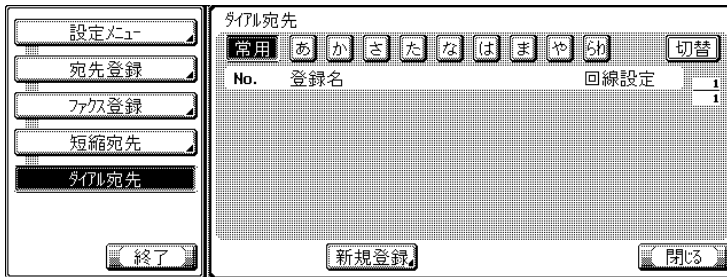 設定ﾒﾆｭｰ
宛先登録
ﾌｧｸｽ登録
短縮宛先
ﾀﾞｲｱﾙ宛先
終了
ﾀﾞｲｱﾙ宛先
常用 あ か さ た な は ま や らわ 切替
No. 登録名 回線設定
1
1
新規登録 閉じる